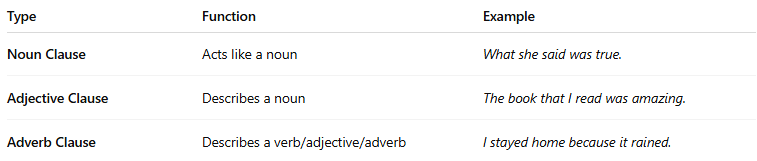 Type Function Example
Noun Clause Acts like a noun What she said was true.
Adjective Clause Describes a noun The book that I read was amazing.
Adverb Clause Describes a verb/adjective/adverb I stayed home because it rained.